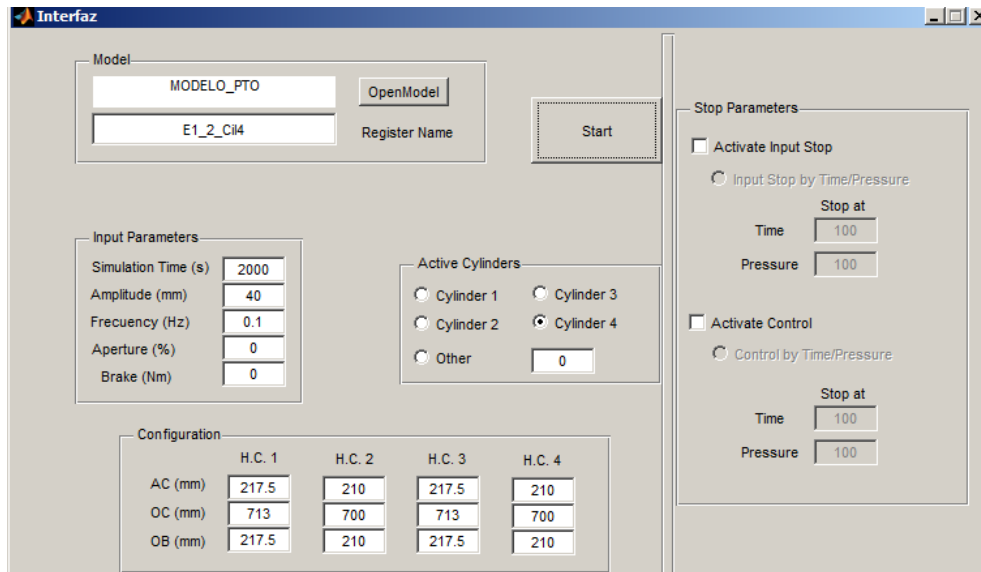 Interfaz
Model
MODELO_PTO
OpenModel
E1_2_Cil4
Register Name
Start
Input Parameters
Simulation Time (s) 2000
Amplitude (mm) 40
Frecuency (Hz) 0.1
Aperture (%) 0
Brake (Nm) 0
Active Cylinders
Cylinder 1 Cylinder 3
Cylinder 2 Cylinder 4
Other 0
Configuration
H.C. 1 H.C. 2 H.C. 3 H.C. 4
AC (mm) 217.5 210 217.5 210
OC (mm) 713 700 713 700
OB (mm) 217.5 210 217.5 210
Stop Parameters
Activate Input Stop
Input Stop by Time/Pressure
Stop at
Time 100
Pressure 100
Activate Control
Control by Time/Pressure
Stop at
Time 100
Pressure 100